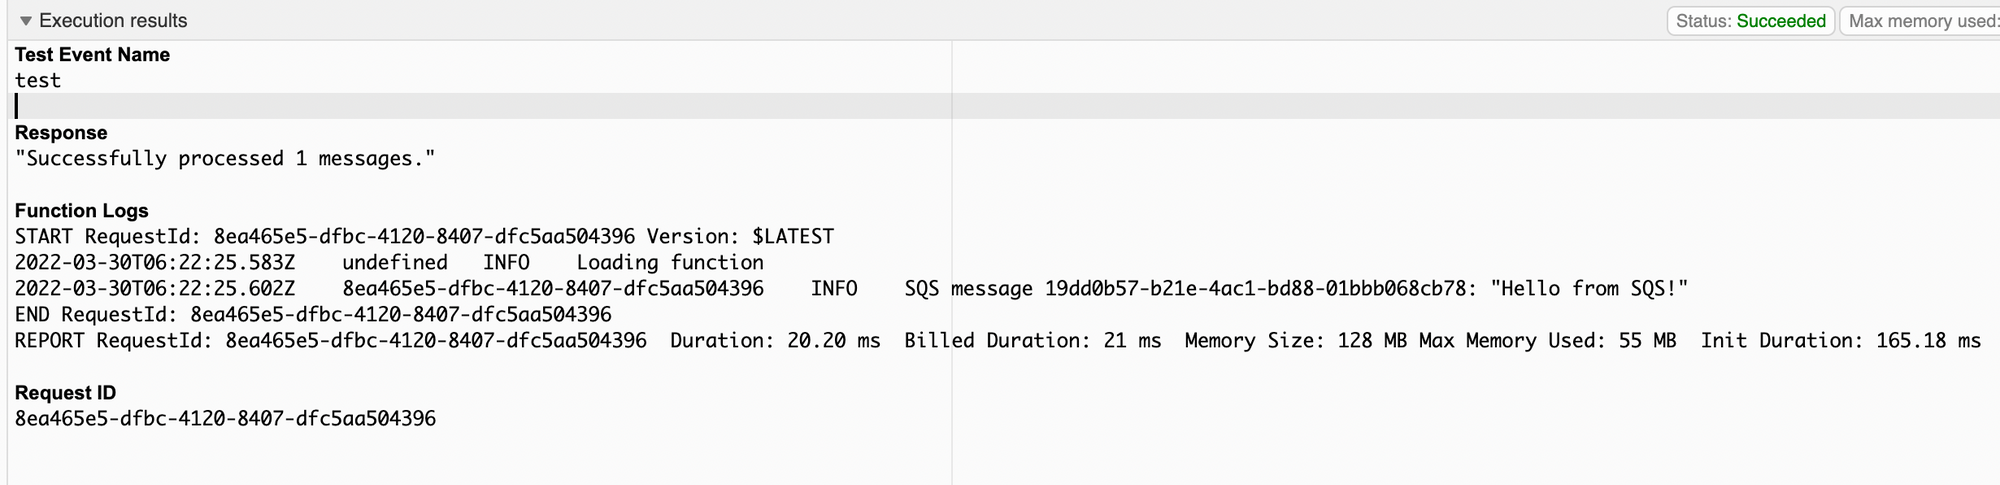 Execution results
Status: Succeeded
Max memory used:
Test Event Name
test
Response
"Successfully processed 1 messages."
Function Logs
START RequestId: 8ea465e5-dfbc-4120-8407-dfc5aa504396 Version: $LATEST
2022-03-30T06:22:25.583Z    undefined   INFO    Loading function
2022-03-30T06:22:25.602Z    8ea465e5-dfbc-4120-8407-dfc5aa504396    INFO    SQS message 19dd0b57-b21e-4ac1-bd88-01bbb068cb78: "Hello from SQS!"
END RequestId: 8ea465e5-dfbc-4120-8407-dfc5aa504396
REPORT RequestId: 8ea465e5-dfbc-4120-8407-dfc5aa504396  Duration: 20.20 ms  Billed Duration: 21 ms  Memory Size: 128 MB Max Memory Used: 55 MB  Init Duration: 165.18 ms
Request ID
8ea465e5-dfbc-4120-8407-dfc5aa504396